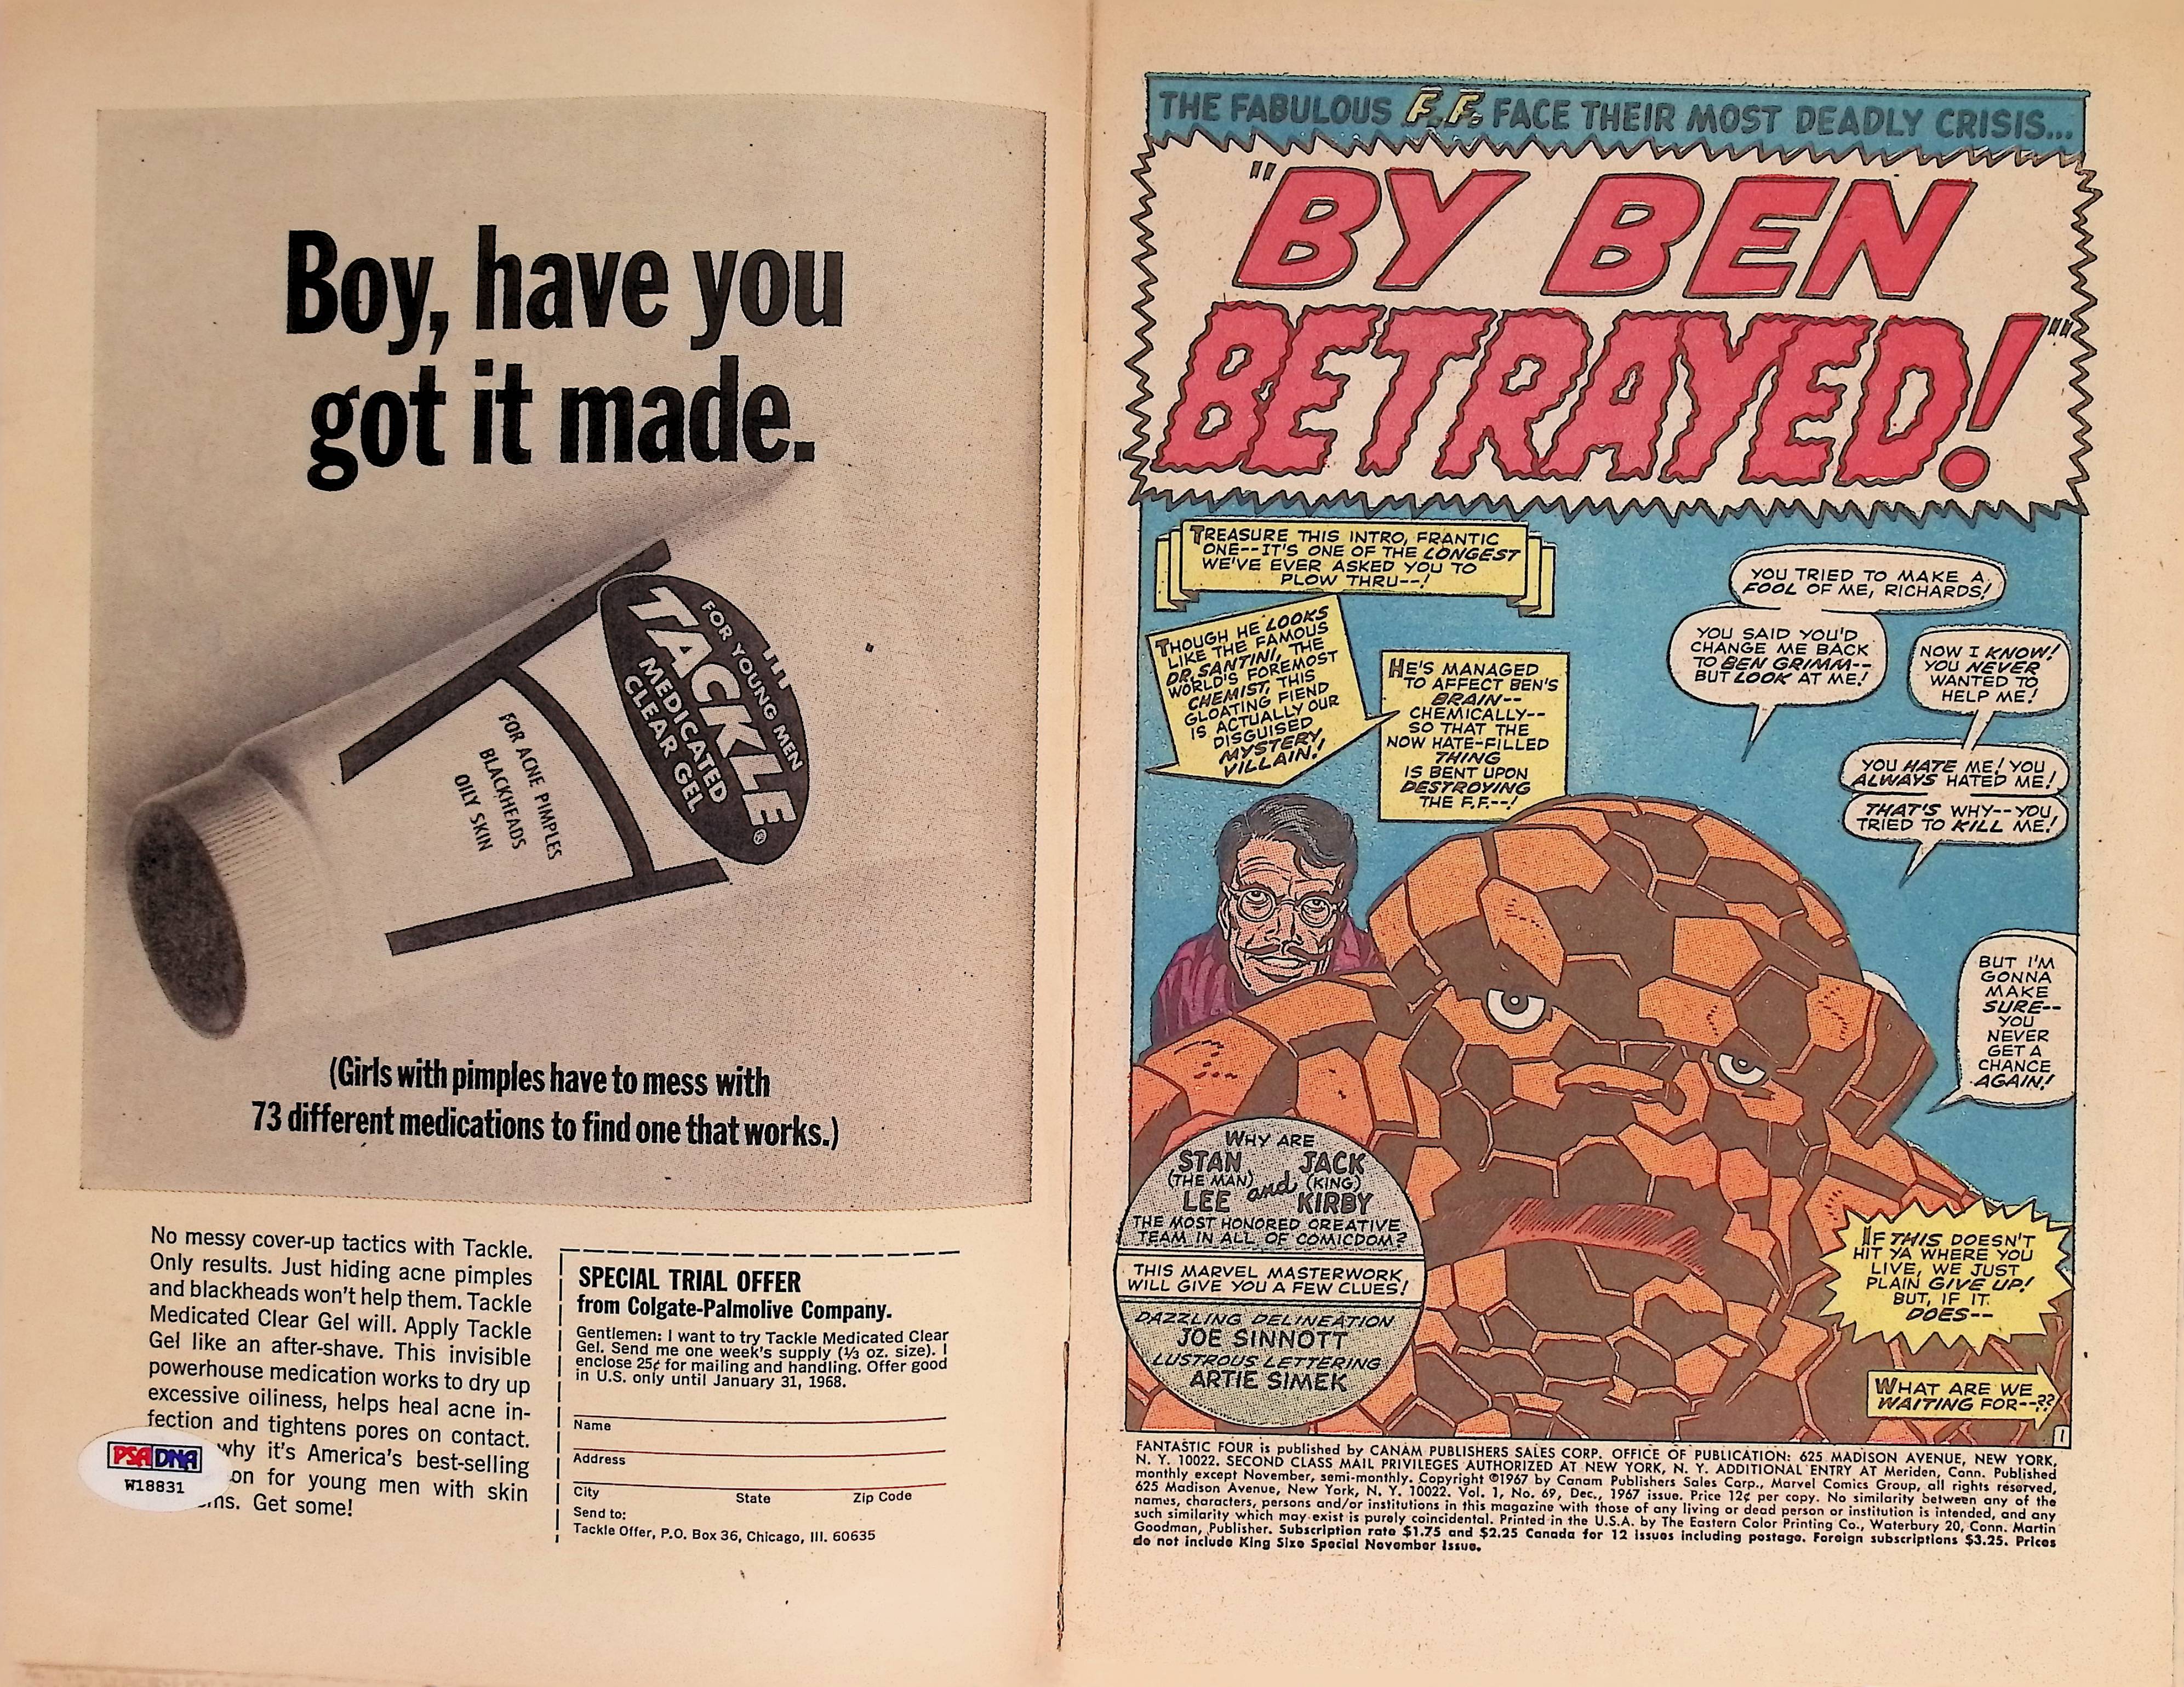 Boy, have you
got it made.
TACKLE
FOR YOUNG MEN
TACKLE®
MEDICATED
CLEAR GEL
FOR ACNE PIMPLES
BLACKHEADS
OILY SKIN
(Girls with pimples have to mess with
73 different medications to find one that works.)
No messy cover-up tactics with Tackle.
Only results. Just hiding acne pimples
and blackheads won't help them. Tackle
Medicated Clear Gel will. Apply Tackle
Gel like an after-shave. This invisible
powerhouse medication works to dry up
excessive oiliness, helps heal acne in-
fection and tightens pores on contact.
why it's America's best-selling
for young men with skin
Get some!
PSA DNA
W18831
SPECIAL TRIAL OFFER
from Colgate-Palmolive Company.
Gentlemen: I want to try Tackle Medicated Clear
Gel. Send me one week's supply (⅓ oz. size). I
enclose 25¢ for mailing and handling. Offer good
in U.S. only until January 31, 1968.
Name
Address
City State Zip Code
Send to:
Tackle Offer, P.O. Box 36, Chicago, Ill. 60635
THE FABULOUS F.F. FACE THEIR MOST DEADLY CRISIS...
"BY BEN
BETRAYED!"
TREASURE THIS INTRO, FRANTIC
ONE--IT'S ONE OF THE LONGEST
WE'VE EVER ASKED YOU TO
PLOW THRU--!
THOUGH HE LOOKS
LIKE THE FAMOUS
DR. SANTINI, THE
WORLD'S FOREMOST
CHEMIST, THIS
GLOATING FIEND
IS ACTUALLY OUR
DISGUISED
MYSTERY
VILLAIN!
HE'S MANAGED
TO AFFECT BEN'S
BRAIN--
CHEMICALLY--
SO THAT THE
NOW HATE-FILLED
THING
IS BENT UPON
DESTROYING
THE F.F.--!
YOU TRIED TO MAKE A
FOOL OF ME, RICHARDS!
YOU SAID YOU'D
CHANGE ME BACK
TO BEN GRIMM--
BUT LOOK AT ME!
NOW I KNOW!
YOU NEVER
WANTED TO
HELP ME!
YOU HATE ME! YOU
ALWAYS HATED ME!
THAT'S WHY--YOU
TRIED TO KILL ME!
BUT I'M
GONNA
MAKE
SURE--
YOU
NEVER
GET A
CHANCE
AGAIN!
WHY ARE
STAN (THE MAN) LEE and JACK (KING) KIRBY
THE MOST HONORED CREATIVE
TEAM IN ALL OF COMICDOM?
THIS MARVEL MASTERWORK
WILL GIVE YOU A FEW CLUES!
DAZZLING DELINEATION
JOE SINNOTT
LUSTROUS LETTERING
ARTIE SIMEK
IF THIS DOESN'T
HIT YA WHERE YOU
LIVE, WE JUST
PLAIN GIVE UP!
BUT, IF IT
DOES--
WHAT ARE WE
WAITING FOR--??
1
FANTASTIC FOUR is published by CANAM PUBLISHERS SALES CORP. OFFICE OF PUBLICATION: 625 MADISON AVENUE, NEW YORK,
N. Y. 10022. SECOND CLASS MAIL PRIVILEGES AUTHORIZED AT NEW YORK, N. Y. ADDITIONAL ENTRY AT Meriden, Conn. Published
monthly except November, semi-monthly. Copyright ©1967 by Canam Publishers Sales Corp., Marvel Comics Group, all rights reserved,
625 Madison Avenue, New York, N. Y. 10022. Vol. 1, No. 69, Dec., 1967 issue. Price 12¢ per copy. No similarity between any of the
names, characters, persons and/or institutions in this magazine with those of any living or dead person or institution is intended, and any
such similarity which may exist is purely coincidental. Printed in the U.S.A. by The Eastern Color Printing Co., Waterbury 20, Conn. Martin
Goodman, Publisher. Subscription rate $1.75 and $2.25 Canada for 12 issues including postage. Foreign subscriptions $3.25. Prices
do not include King Size Special November Issue.